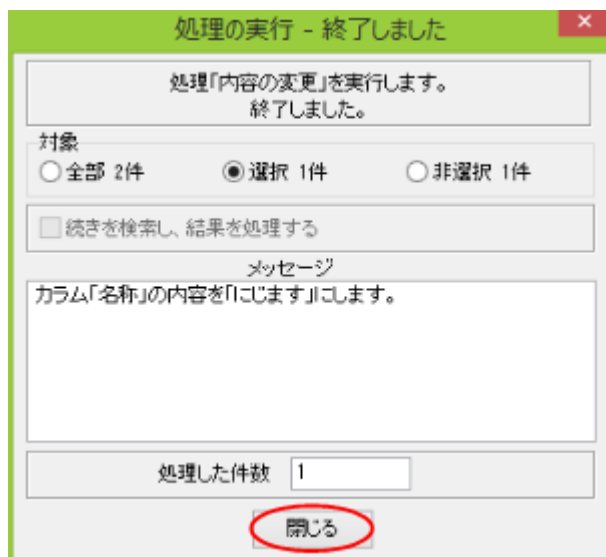 処理の実行 - 終了しました
処理「内容の変更」を実行します。
終了しました。
対象
全部 2件 選択 1件 非選択 1件
続きを検索し、結果を処理する
メッセージ
カラム「名称」の内容を「にじます」にします。
処理した件数 1
閉じる